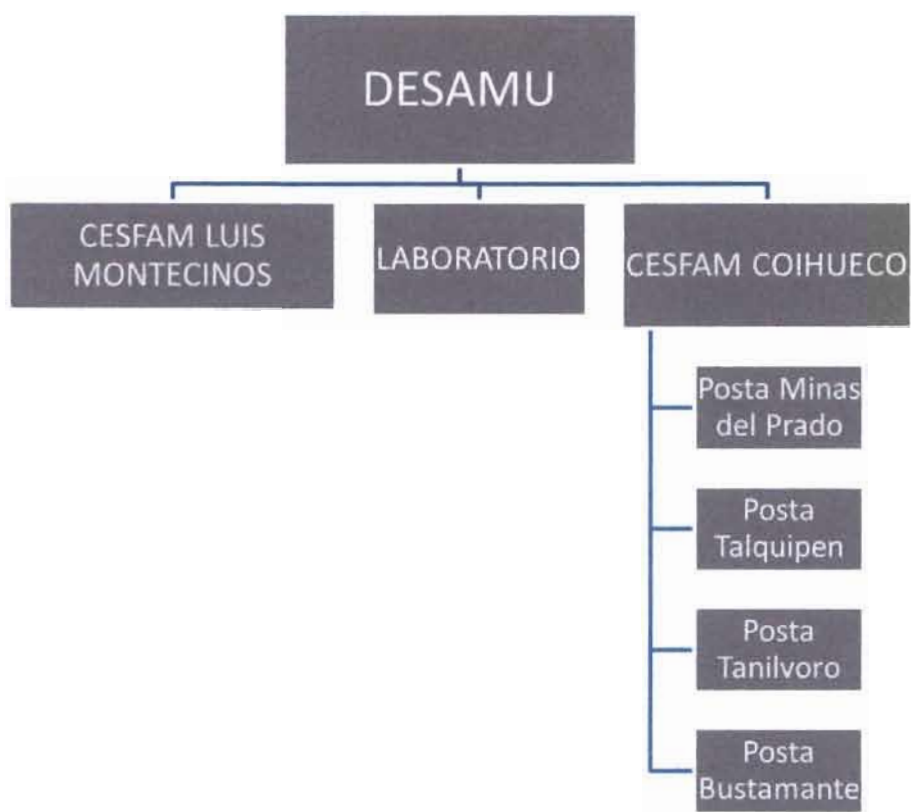 DESAMU
CESFAM LUIS
MONTECINOS
LABORATORIO
CESFAM COIHUECO
Posta Minas
del Prado
Posta
Talquipen
Posta
Tanilvoro
Posta
Bustamante